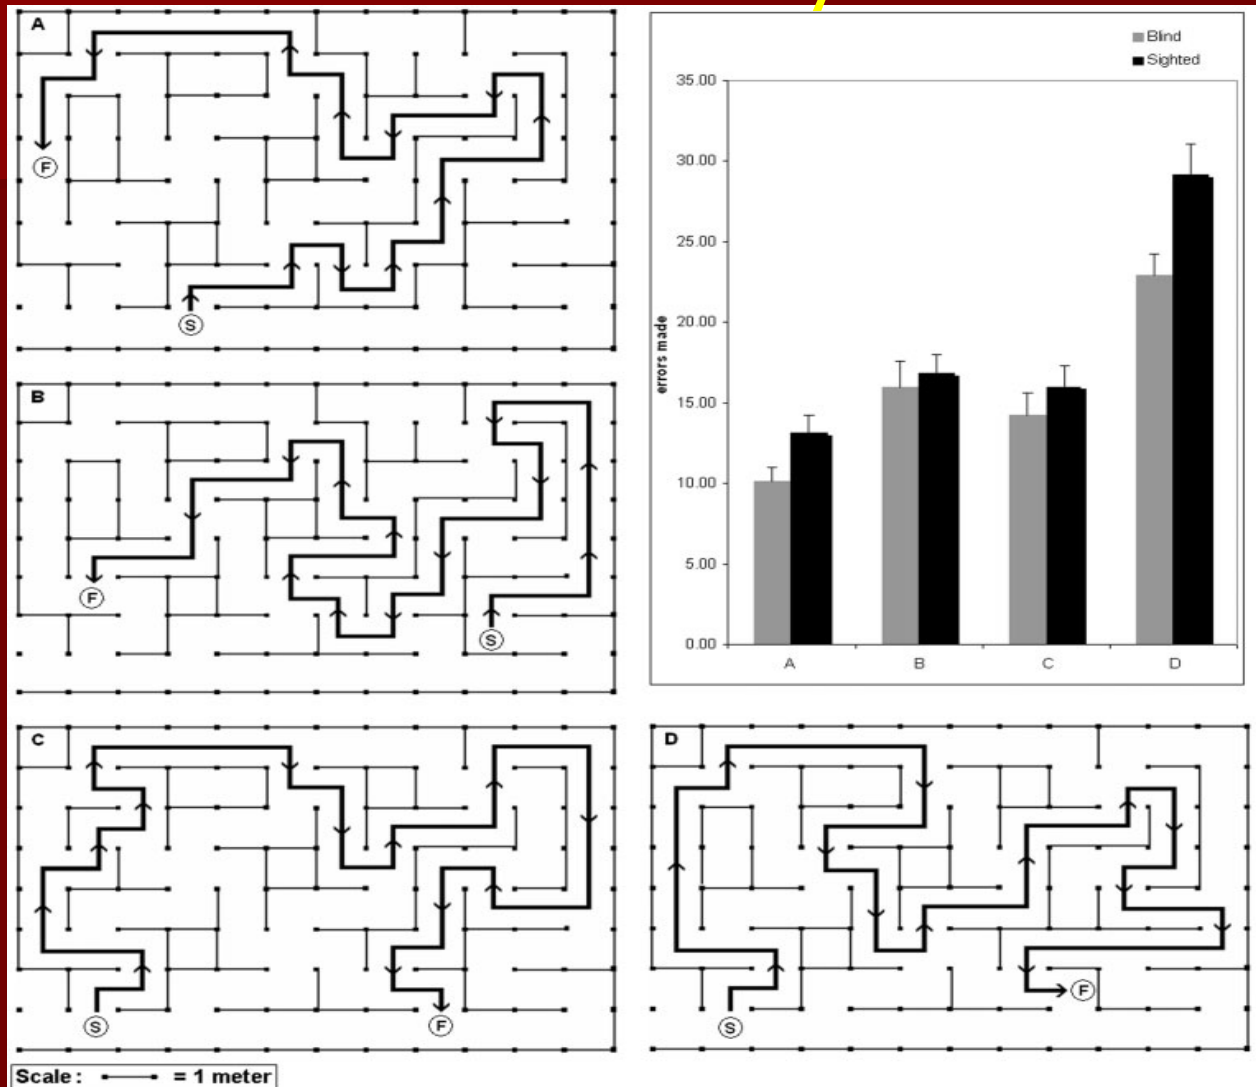 A
F
S
B
F
S
C
S
F
Scale : = 1 meter
Blind
Sighted
35.00
30.00
25.00
20.00
15.00
10.00
5.00
0.00
errors made
A B C D
D
S
F